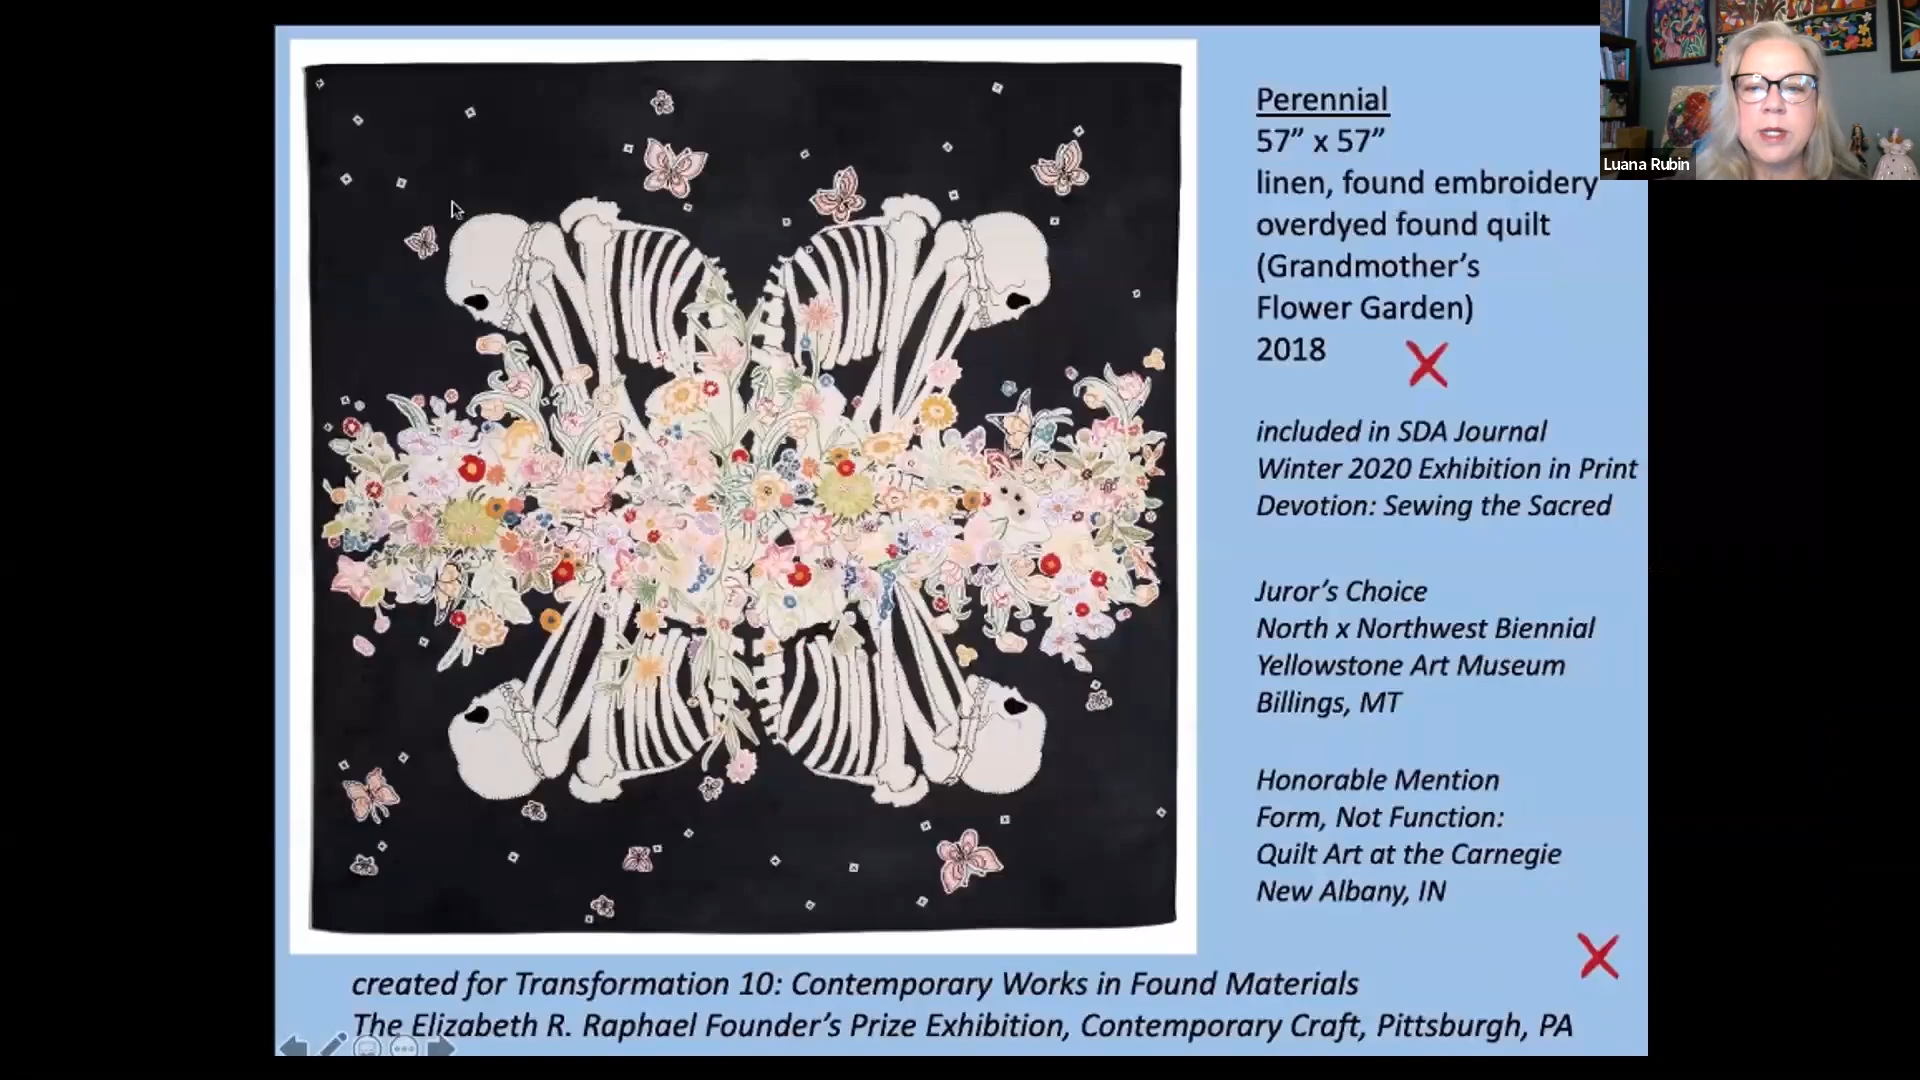 Perennial
57” x 57”
linen, found embroidery
overdyed found quilt
(Grandmother’s
Flower Garden)
2018
included in SDA Journal
Winter 2020 Exhibition in Print
Devotion: Sewing the Sacred
Juror’s Choice
North x Northwest Biennial
Yellowstone Art Museum
Billings, MT
Honorable Mention
Form, Not Function:
Quilt Art at the Carnegie
New Albany, IN
created for Transformation 10: Contemporary Works in Found Materials
The Elizabeth R. Raphael Founder’s Prize Exhibition, Contemporary Craft, Pittsburgh, PA
Luana Rubin